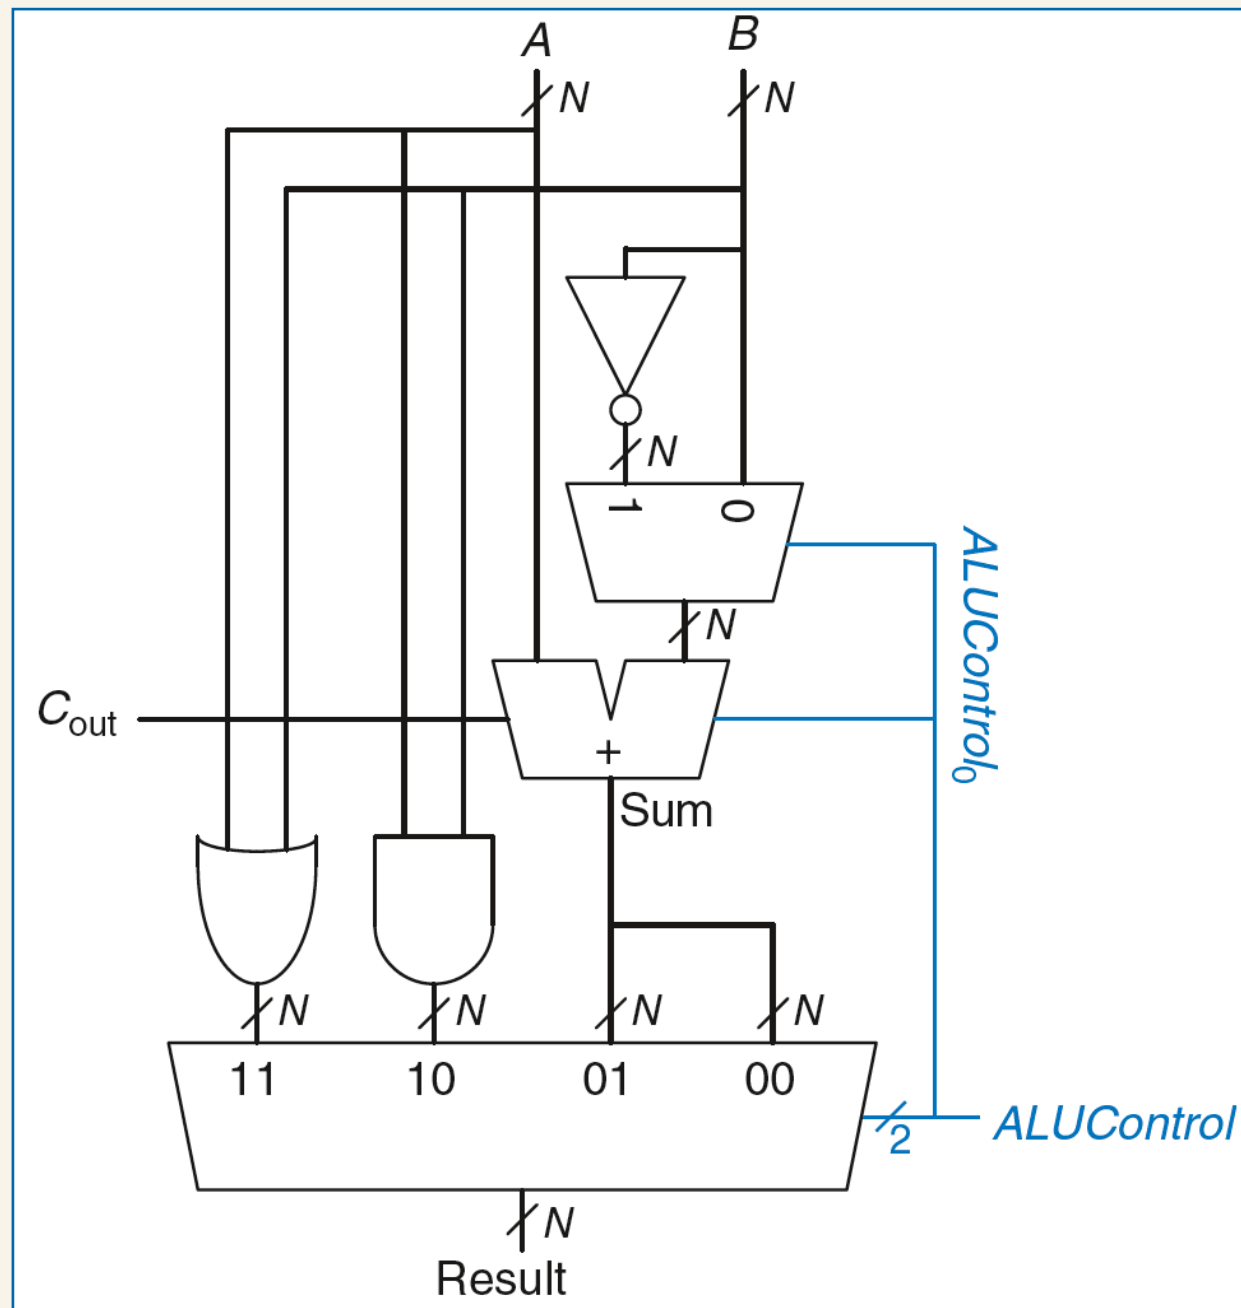 A B
N N
N
1 0
N
ALUControl0
Cout
+
Sum
N N N N
11 10 01 00
2 ALUControl
N
Result